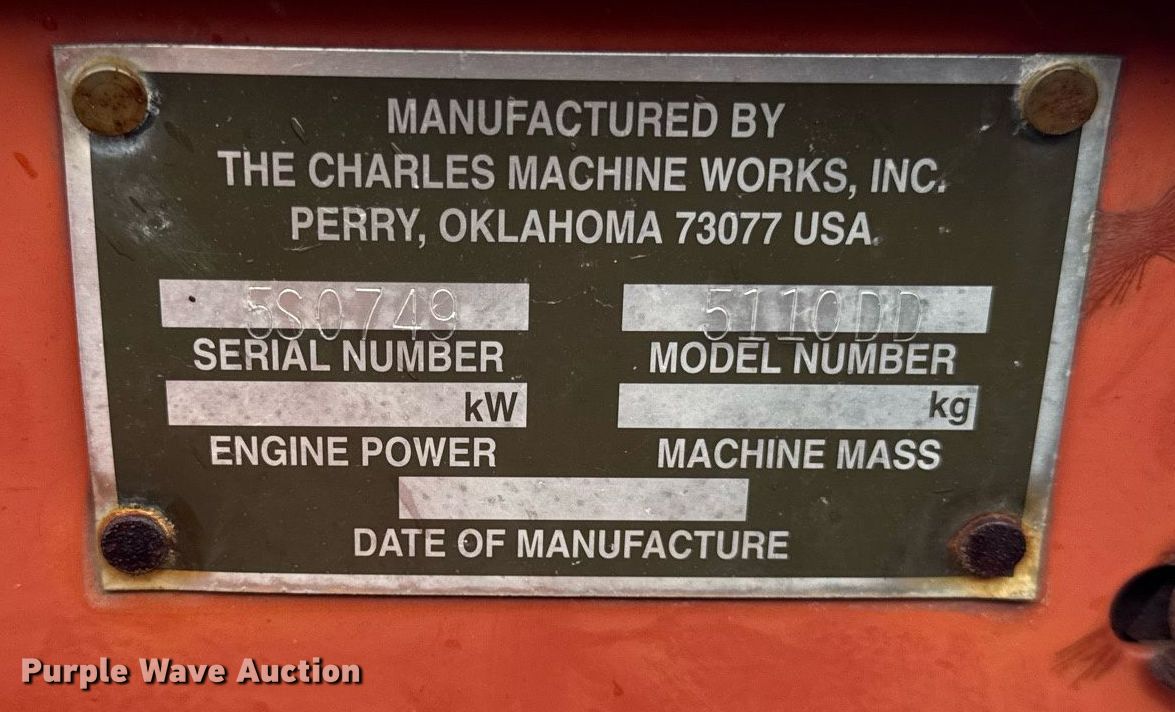 MANUFACTURED BY
THE CHARLES MACHINE WORKS, INC.
PERRY, OKLAHOMA 73077 USA
5S0749 5110DD
SERIAL NUMBER MODEL NUMBER
kW kg
ENGINE POWER MACHINE MASS
DATE OF MANUFACTURE
Purple Wave Auction